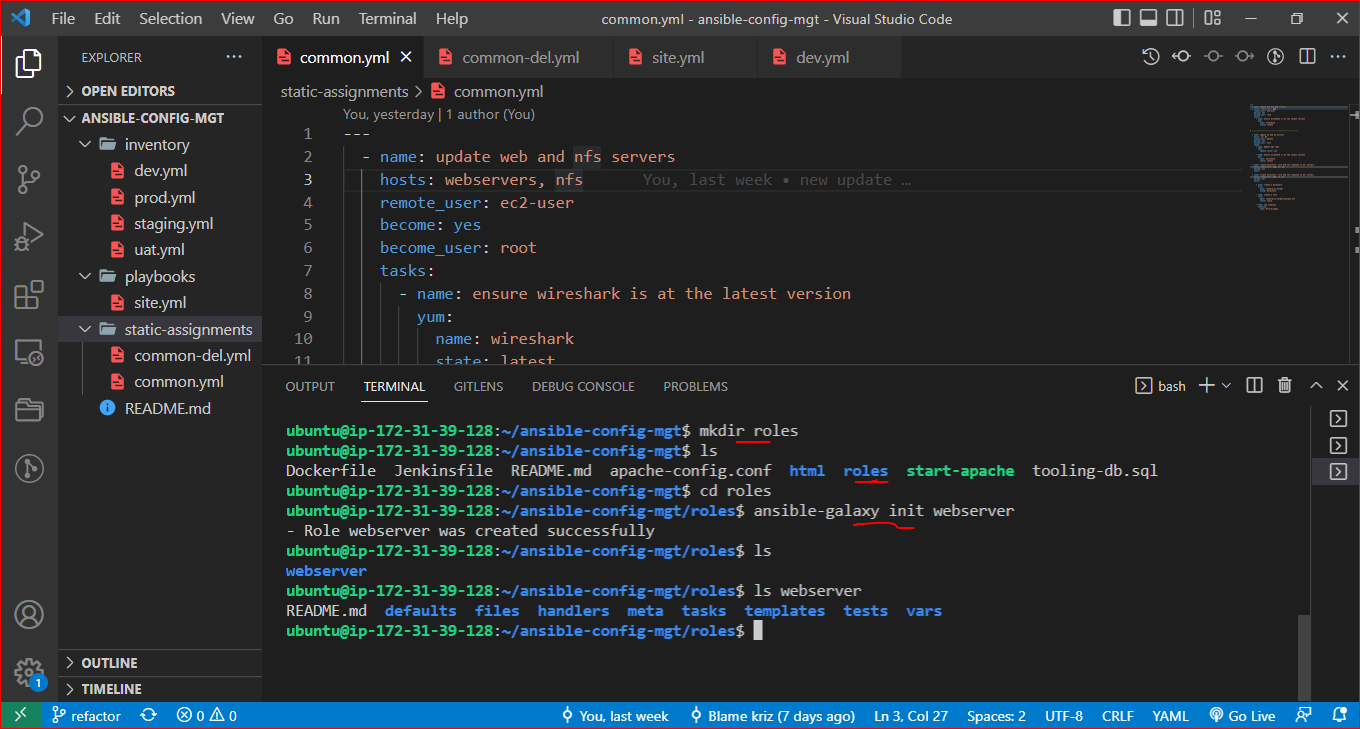 File Edit Selection View Go Run Terminal Help common.yml - ansible-config-mgt - Visual Studio Code
EXPLORER ···
OPEN EDITORS
ANSIBLE-CONFIG-MGT
inventory
dev.yml
prod.yml
staging.yml
uat.yml
playbooks
site.yml
static-assignments
common-del.yml
common.yml
README.md
OUTLINE
TIMELINE
1
common.yml common-del.yml site.yml dev.yml
static-assignments > common.yml
You, yesterday | 1 author (You)
1 ---
2 - name: update web and nfs servers
3 hosts: webservers, nfs You, last week • new update …
4 remote_user: ec2-user
5 become: yes
6 become_user: root
7 tasks:
8 - name: ensure wireshark is at the latest version
9 yum:
10 name: wireshark
11 state: latest
OUTPUT TERMINAL GITLENS DEBUG CONSOLE PROBLEMS bash
ubuntu@ip-172-31-39-128:~/ansible-config-mgt$ mkdir roles
ubuntu@ip-172-31-39-128:~/ansible-config-mgt$ ls
Dockerfile Jenkinsfile README.md apache-config.conf html roles start-apache tooling-db.sql
ubuntu@ip-172-31-39-128:~/ansible-config-mgt$ cd roles
ubuntu@ip-172-31-39-128:~/ansible-config-mgt/roles$ ansible-galaxy init webserver
- Role webserver was created successfully
ubuntu@ip-172-31-39-128:~/ansible-config-mgt/roles$ ls
webserver
ubuntu@ip-172-31-39-128:~/ansible-config-mgt/roles$ ls webserver
README.md defaults files handlers meta tasks templates tests vars
ubuntu@ip-172-31-39-128:~/ansible-config-mgt/roles$
refactor 0 0 You, last week Blame kriz (7 days ago) Ln 3, Col 27 Spaces: 2 UTF-8 CRLF YAML Go Live